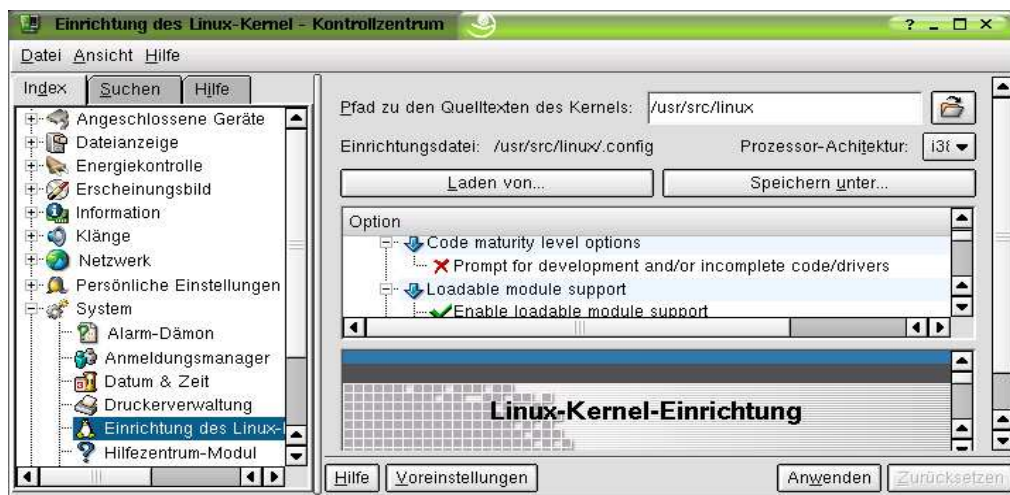 Einrichtung des Linux-Kernel - Kontrollzentrum
Datei Ansicht Hilfe
Index Suchen Hilfe
Angeschlossene Geräte
Dateianzeige
Energiekontrolle
Erscheinungsbild
Information
Klänge
Netzwerk
Persönliche Einstellungen
System
Alarm-Dämon
Anmeldungsmanager
Datum & Zeit
Druckerverwaltung
Einrichtung des Linux-
Hilfezentrum-Modul
Pfad zu den Quelltexten des Kernels: /usr/src/linux
Einrichtungsdatei: /usr/src/linux/.config Prozessor-Achitektur: i38
Laden von... Speichern unter...
Option
Code maturity level options
Prompt for development and/or incomplete code/drivers
Loadable module support
Enable loadable module support
Linux-Kernel-Einrichtung
Hilfe Voreinstellungen Anwenden Zurücksetzen